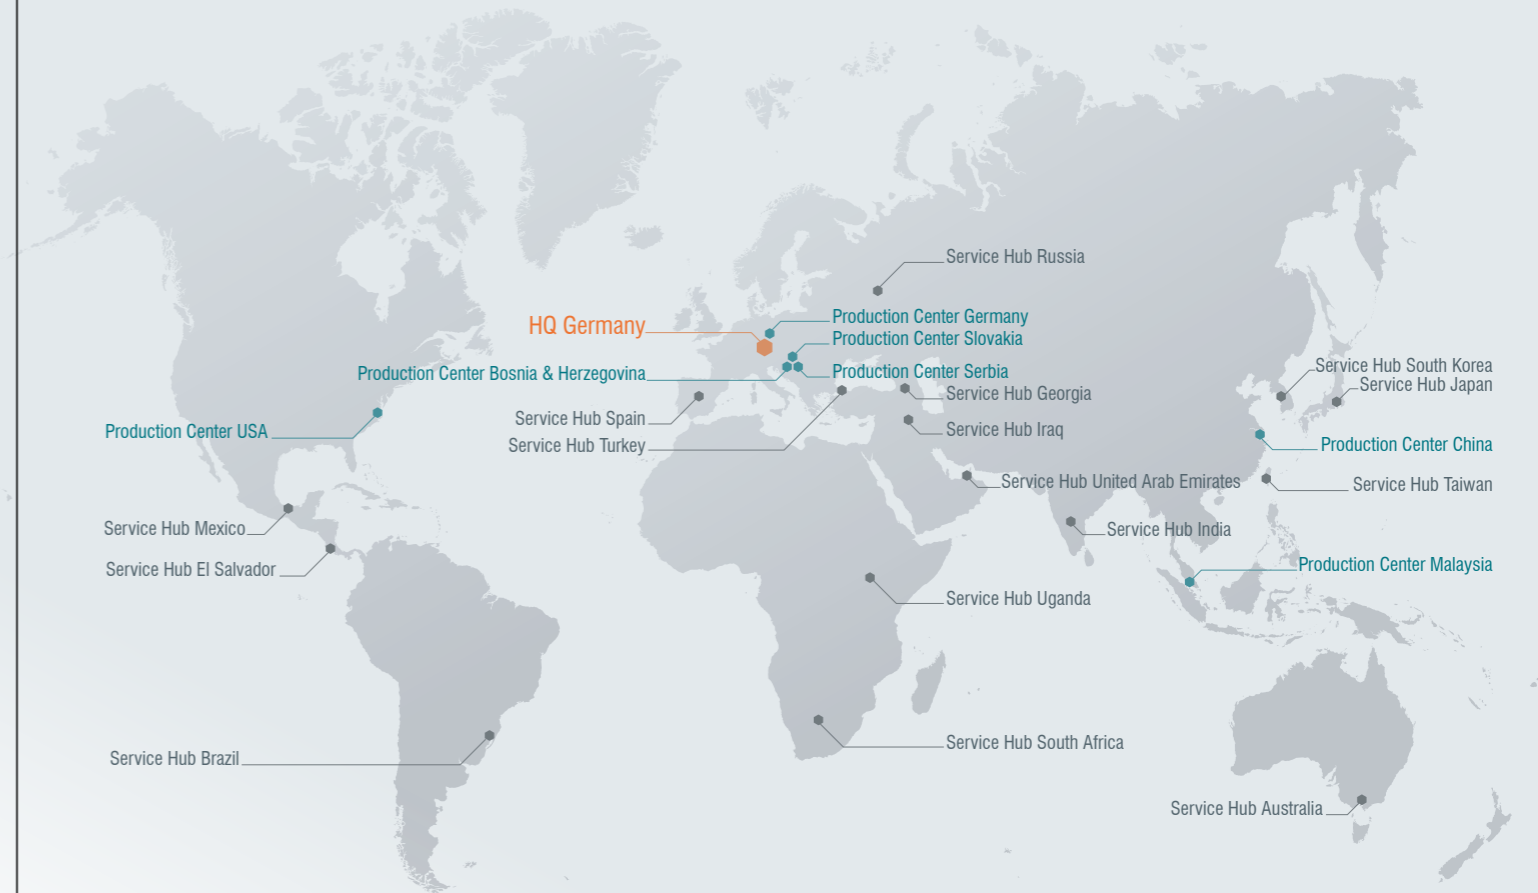 Service Hub Russia
HQ Germany
Production Center Germany
Production Center Slovakia
Production Center Bosnia & Herzegovina
Production Center Serbia
Service Hub South Korea
Service Hub Japan
Service Hub Georgia
Service Hub Spain
Production Center USA
Service Hub Iraq
Service Hub Turkey
Production Center China
Service Hub United Arab Emirates
Service Hub Taiwan
Service Hub Mexico
Service Hub India
Service Hub El Salvador
Production Center Malaysia
Service Hub Uganda
Service Hub South Africa
Service Hub Brazil
Service Hub Australia